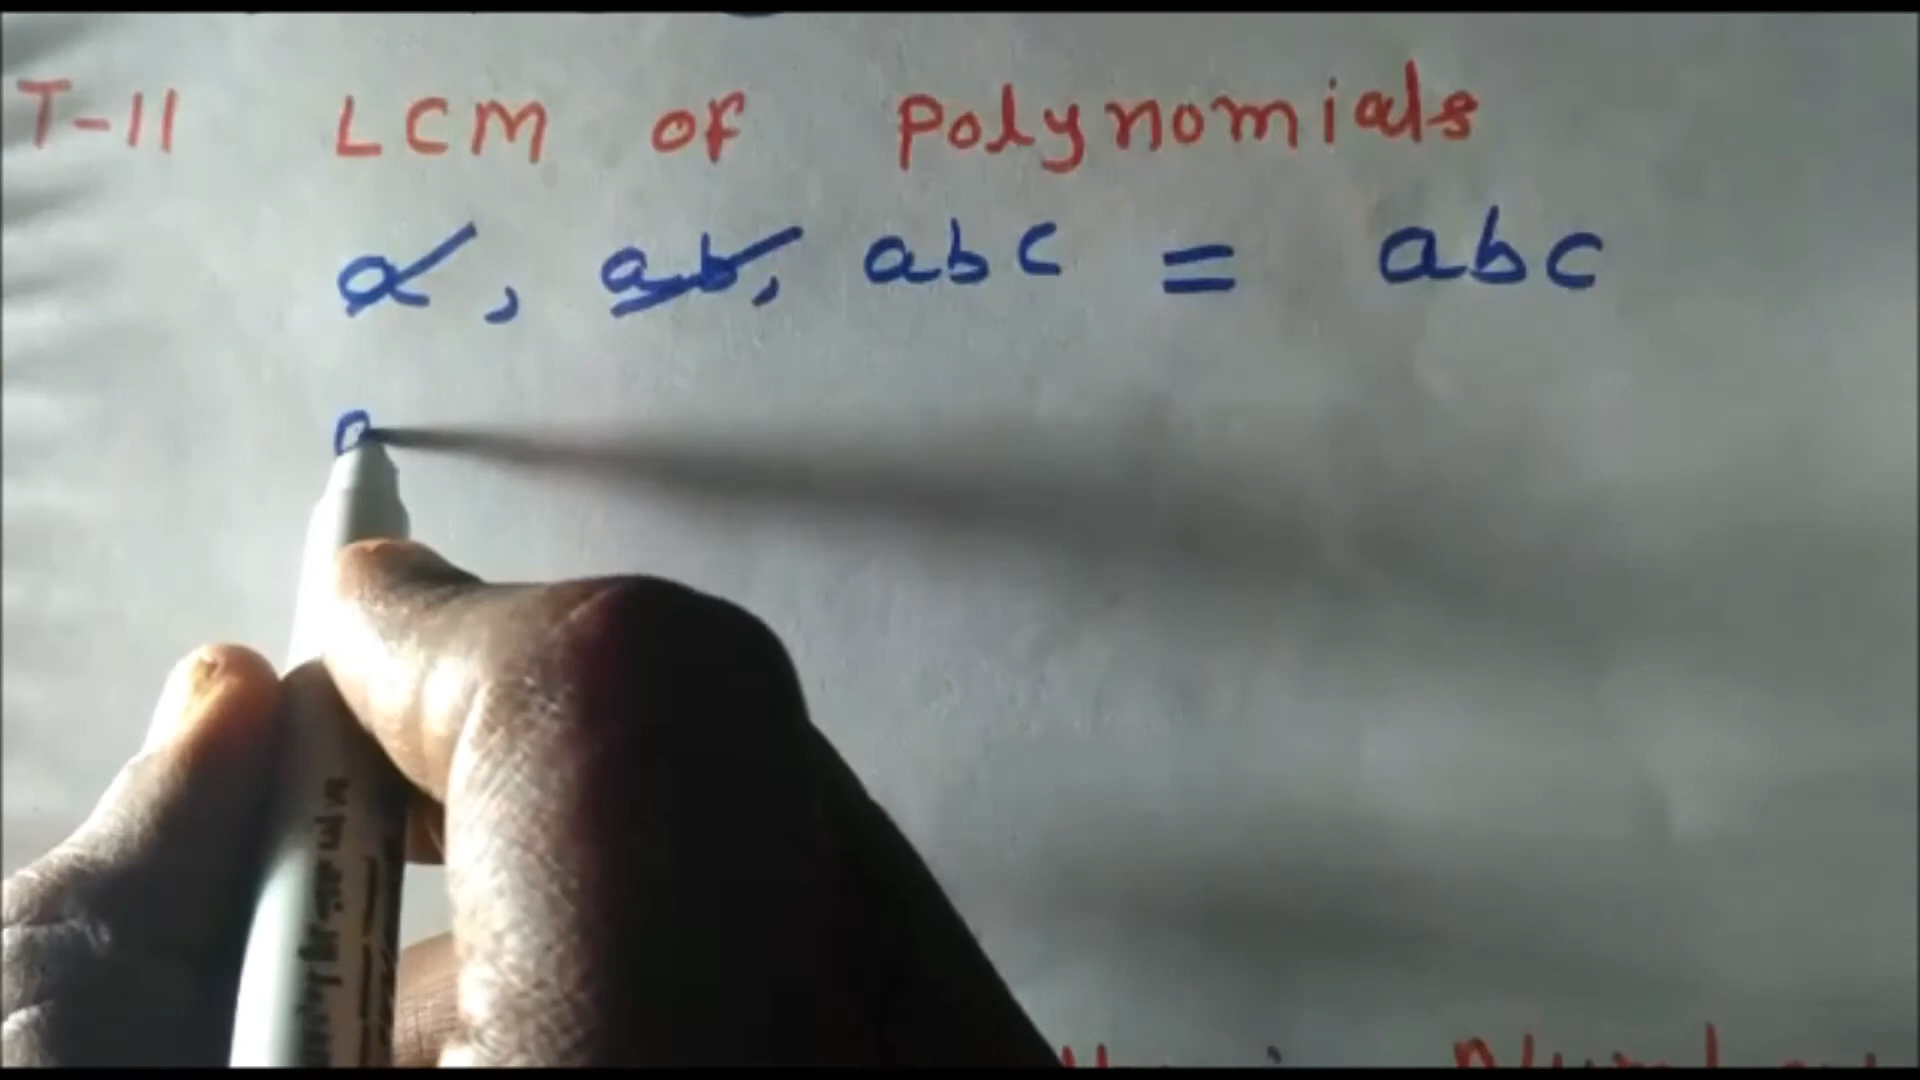 T-11 LCM of Polynomials
a, ab, abc = abc
a